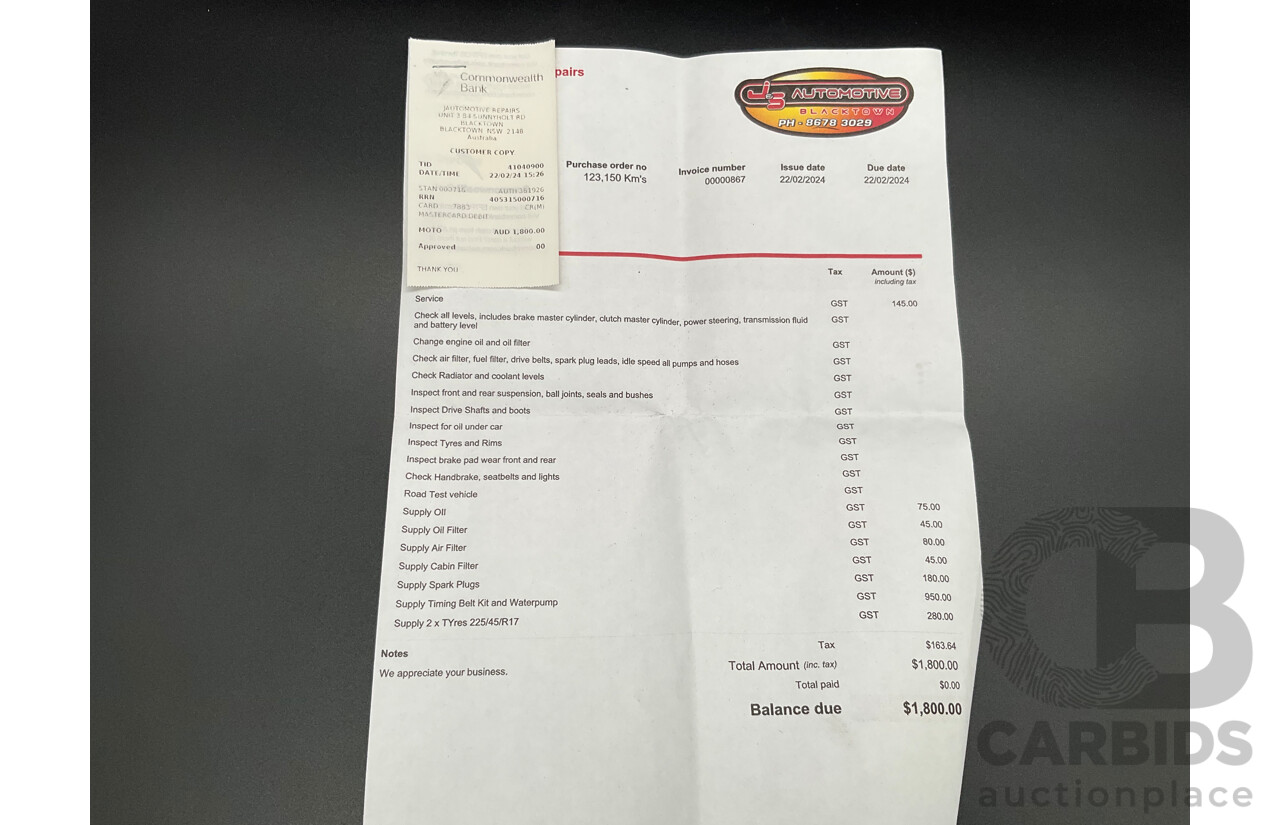 Commonwealth
Bank
JAUTOMOTIVE REPAIRS
UNIT 3 84 SUNNYHOLT RD
BLACKTOWN
BLACKTOWN NSW 2148
Australia
CUSTOMER COPY
TID 41040900
DATE/TIME 22/02/24 15:26
STAN 000716 AUTH 381926
RRN 405315000716
CARD (M)
MASTERCARD DEBIT
MOTO AUD 1,800.00
Approved 00
THANK YOU
pairs
J's AUTOMOTIVE
BLACKTOWN
PH - 8678 3029
Purchase order no Invoice number Issue date Due date
123,150 Km's 00000867 22/02/2024 22/02/2024
Tax Amount ($)
including tax
Service GST 145.00
Check all levels, includes brake master cylinder, clutch master cylinder, power steering, transmission fluid GST
and battery level
Change engine oil and oil filter GST
Check air filter, fuel filter, drive belts, spark plug leads, idle speed all pumps and hoses GST
Check Radiator and coolant levels GST
Inspect front and rear suspension, ball joints, seals and bushes GST
Inspect Drive Shafts and boots GST
Inspect for oil under car GST
Inspect Tyres and Rims GST
Inspect brake pad wear front and rear GST
Check Handbrake, seatbelts and lights GST
Road Test vehicle GST
Supply OIl GST 75.00
Supply Oil Filter GST 45.00
Supply Air Filter GST 80.00
Supply Cabin Filter GST 45.00
Supply Spark Plugs GST 180.00
Supply Timing Belt Kit and Waterpump GST 950.00
Supply 2 x TYres 225/45/R17 GST 280.00
Tax $163.64
Notes
Total Amount (inc. tax) $1,800.00
We appreciate your business.
Total paid $0.00
Balance due $1,800.00
CARBIDS
auctionplace